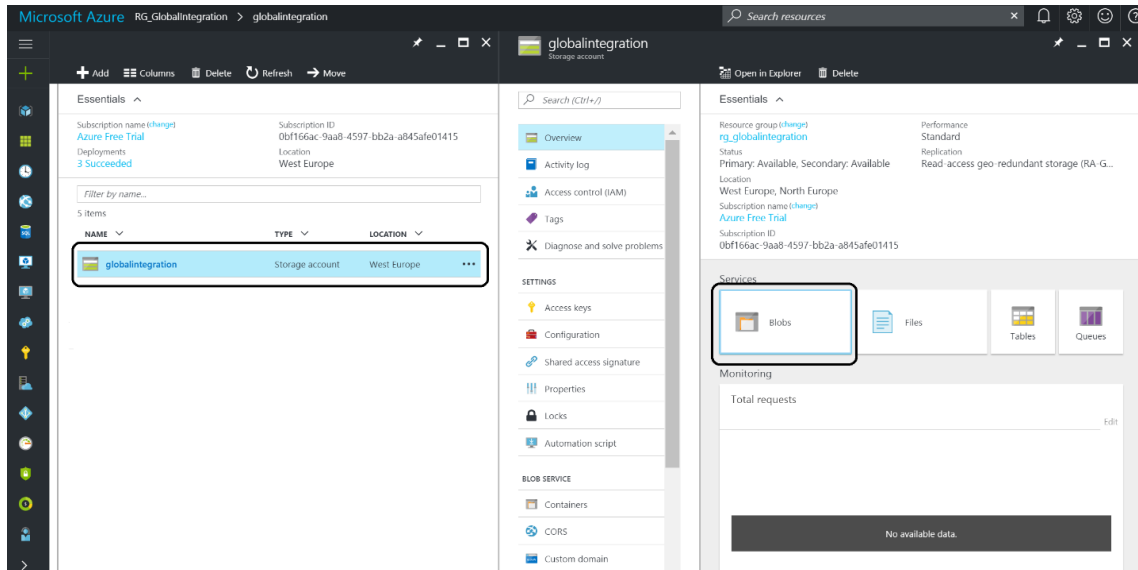 Microsoft Azure RG_GlobalIntegration > globalintegration
Search resources
Add Columns Delete Refresh Move
Essentials
Subscription name (change)
Azure Free Trial
Deployments
3 Succeeded
Subscription ID
0bf166ac-9aa8-4597-bb2a-a845afe01415
Location
West Europe
Filter by name...
5 items
NAME TYPE LOCATION
globalintegration Storage account West Europe ...
globalintegration
Storage account
Search (Ctrl+/)
Overview
Activity log
Access control (IAM)
Tags
Diagnose and solve problems
SETTINGS
Access keys
Configuration
Shared access signature
Properties
Locks
Automation script
BLOB SERVICE
Containers
CORS
Custom domain
Open in Explorer Delete
Essentials
Resource group (change)
rg_globalintegration
Status
Primary: Available, Secondary: Available
Location
West Europe, North Europe
Subscription name (change)
Azure Free Trial
Subscription ID
0bf166ac-9aa8-4597-bb2a-a845afe01415
Performance
Standard
Replication
Read-access geo-redundant storage (RA-G...
Services
Blobs
Files
Tables
Queues
Monitoring
Total requests
Edit
No available data.